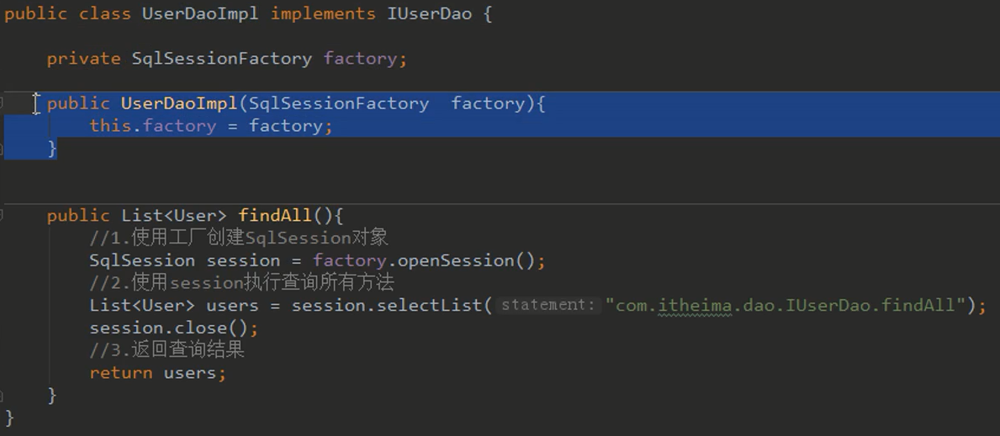 public class UserDaoImpl implements IUserDao {
private SqlSessionFactory factory;
public UserDaoImpl(SqlSessionFactory  factory){
this.factory = factory;
}
public List<User> findAll(){
//1.使用工厂创建SqlSession对象
SqlSession session = factory.openSession();
//2.使用session执行查询所有方法
List<User> users = session.selectList( statement: "com.itheima.dao.IUserDao.findAll");
session.close();
//3.返回查询结果
return users;
}
}